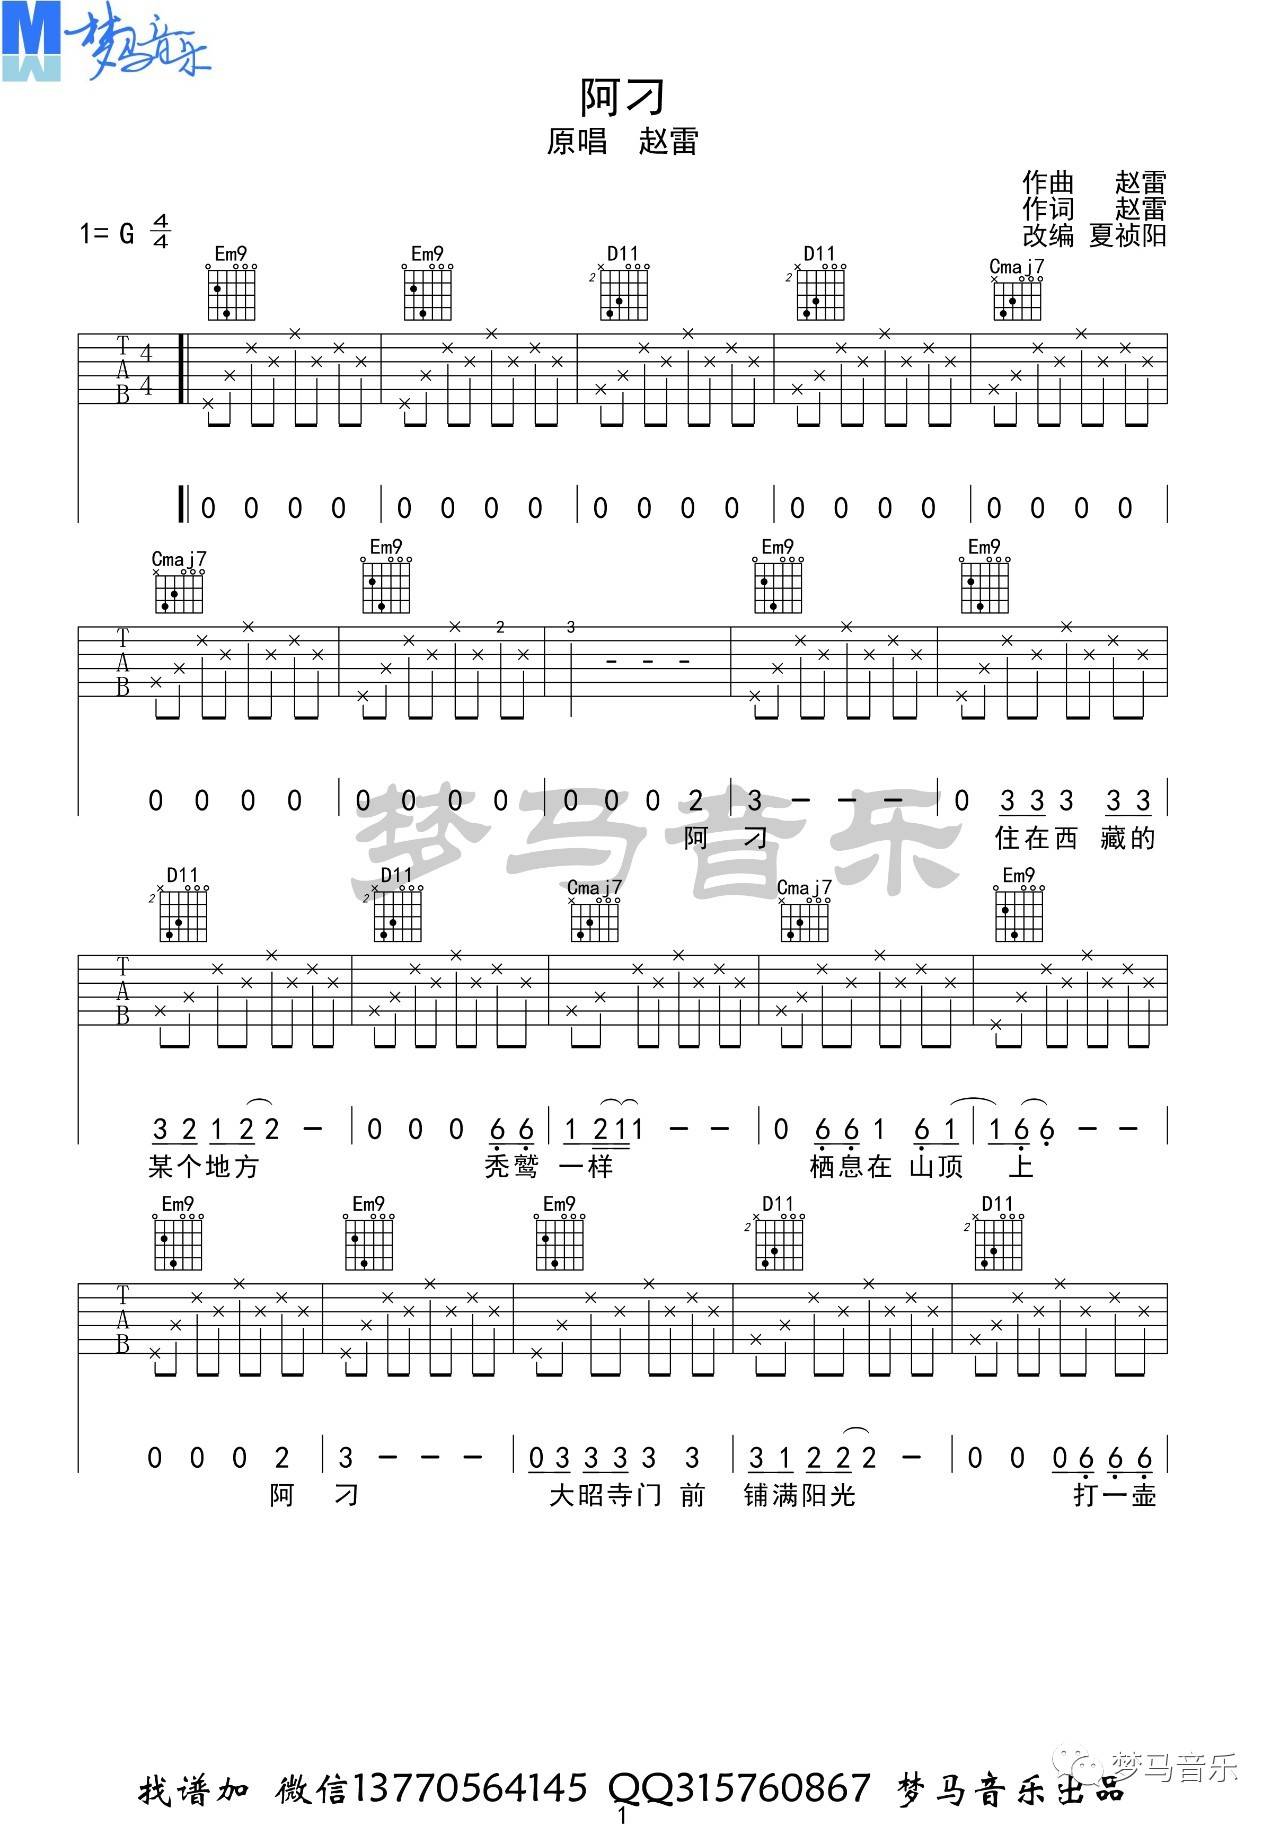 MW 梦马音乐
阿刁
原唱 赵雷
作曲 赵雷
作词 赵雷
改编 夏祯阳
1= G 4/4
Em9 Em9 D11 D11 Cmaj7
2 2
T A B 4 4
0 0 0 0 0 0 0 0 0 0 0 0 0 0 0 0 0 0 0 0
Cmaj7 Em9 Em9 Em9
T A B 2 3 - - -
0 0 0 0 0 0 0 0 0 0 0 2 3 - - - 0 3 3 3 3 3
阿 刁 住在西 藏的
梦马音乐
D11 D11 Cmaj7 Cmaj7 Em9
2 2
T A B
3 2 1 2 2 - 0 0 0 6 6 1 2 1 1 - - 0 6 6 1 6 1 1 6 6 - -
某个地方 秃鹫 一样 栖息在 山顶 上
Em9 Em9 Em9 D11 D11
2 2
T A B
0 0 0 2 3 - - - 0 3 3 3 3 3 3 1 2 2 2 - 0 0 0 6 6 6
阿 刁 大昭寺门 前 铺满阳光 打一壶
梦马音乐
找谱加 微信13770564145 QQ315760867 梦马音乐出品
1